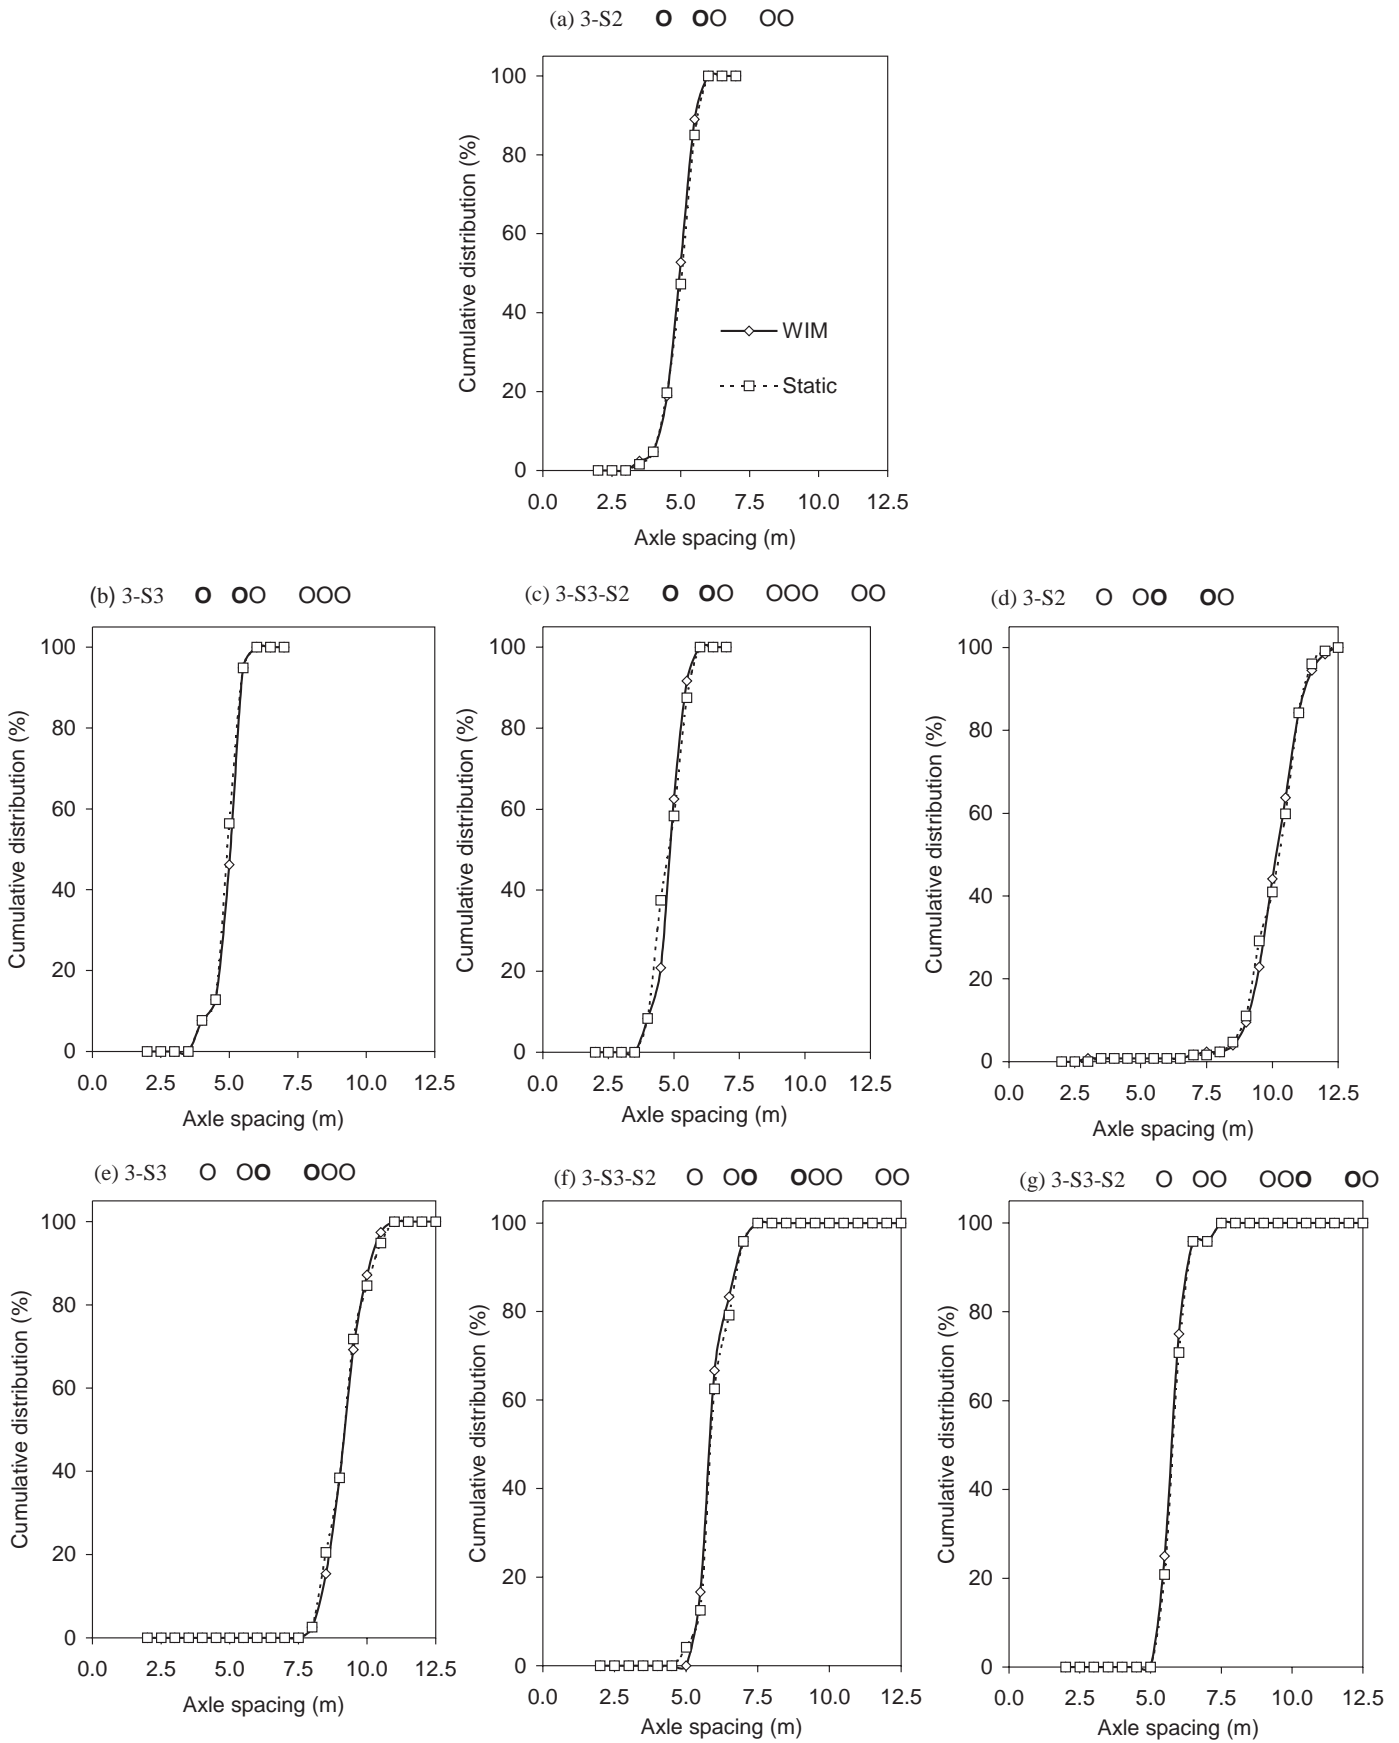 (a) 3-S2 O OO OO
100
80
60
40
20
0
Cumulative distribution (%)
WIM
Static
0.0 2.5 5.0 7.5 10.0 12.5
Axle spacing (m)
(b) 3-S3 O OO OOO
100
80
60
40
20
0
Cumulative distribution (%)
0.0 2.5 5.0 7.5 10.0 12.5
Axle spacing (m)
(c) 3-S3-S2 O OO OOO OO
100
80
60
40
20
0
Cumulative distribution (%)
0.0 2.5 5.0 7.5 10.0 12.5
Axle spacing (m)
(d) 3-S2 O OO OO
100
80
60
40
20
0
Cumulative distribution (%)
0.0 2.5 5.0 7.5 10.0 12.5
Axle spacing (m)
(e) 3-S3 O OO OOO
100
80
60
40
20
0
Cumulative distribution (%)
0.0 2.5 5.0 7.5 10.0 12.5
Axle spacing (m)
(f) 3-S3-S2 O OO OOO OO
100
80
60
40
20
0
Cumulative distribution (%)
0.0 2.5 5.0 7.5 10.0 12.5
Axle spacing (m)
(g) 3-S3-S2 O OO OOO OO
100
80
60
40
20
0
Cumulative distribution (%)
0.0 2.5 5.0 7.5 10.0 12.5
Axle spacing (m)